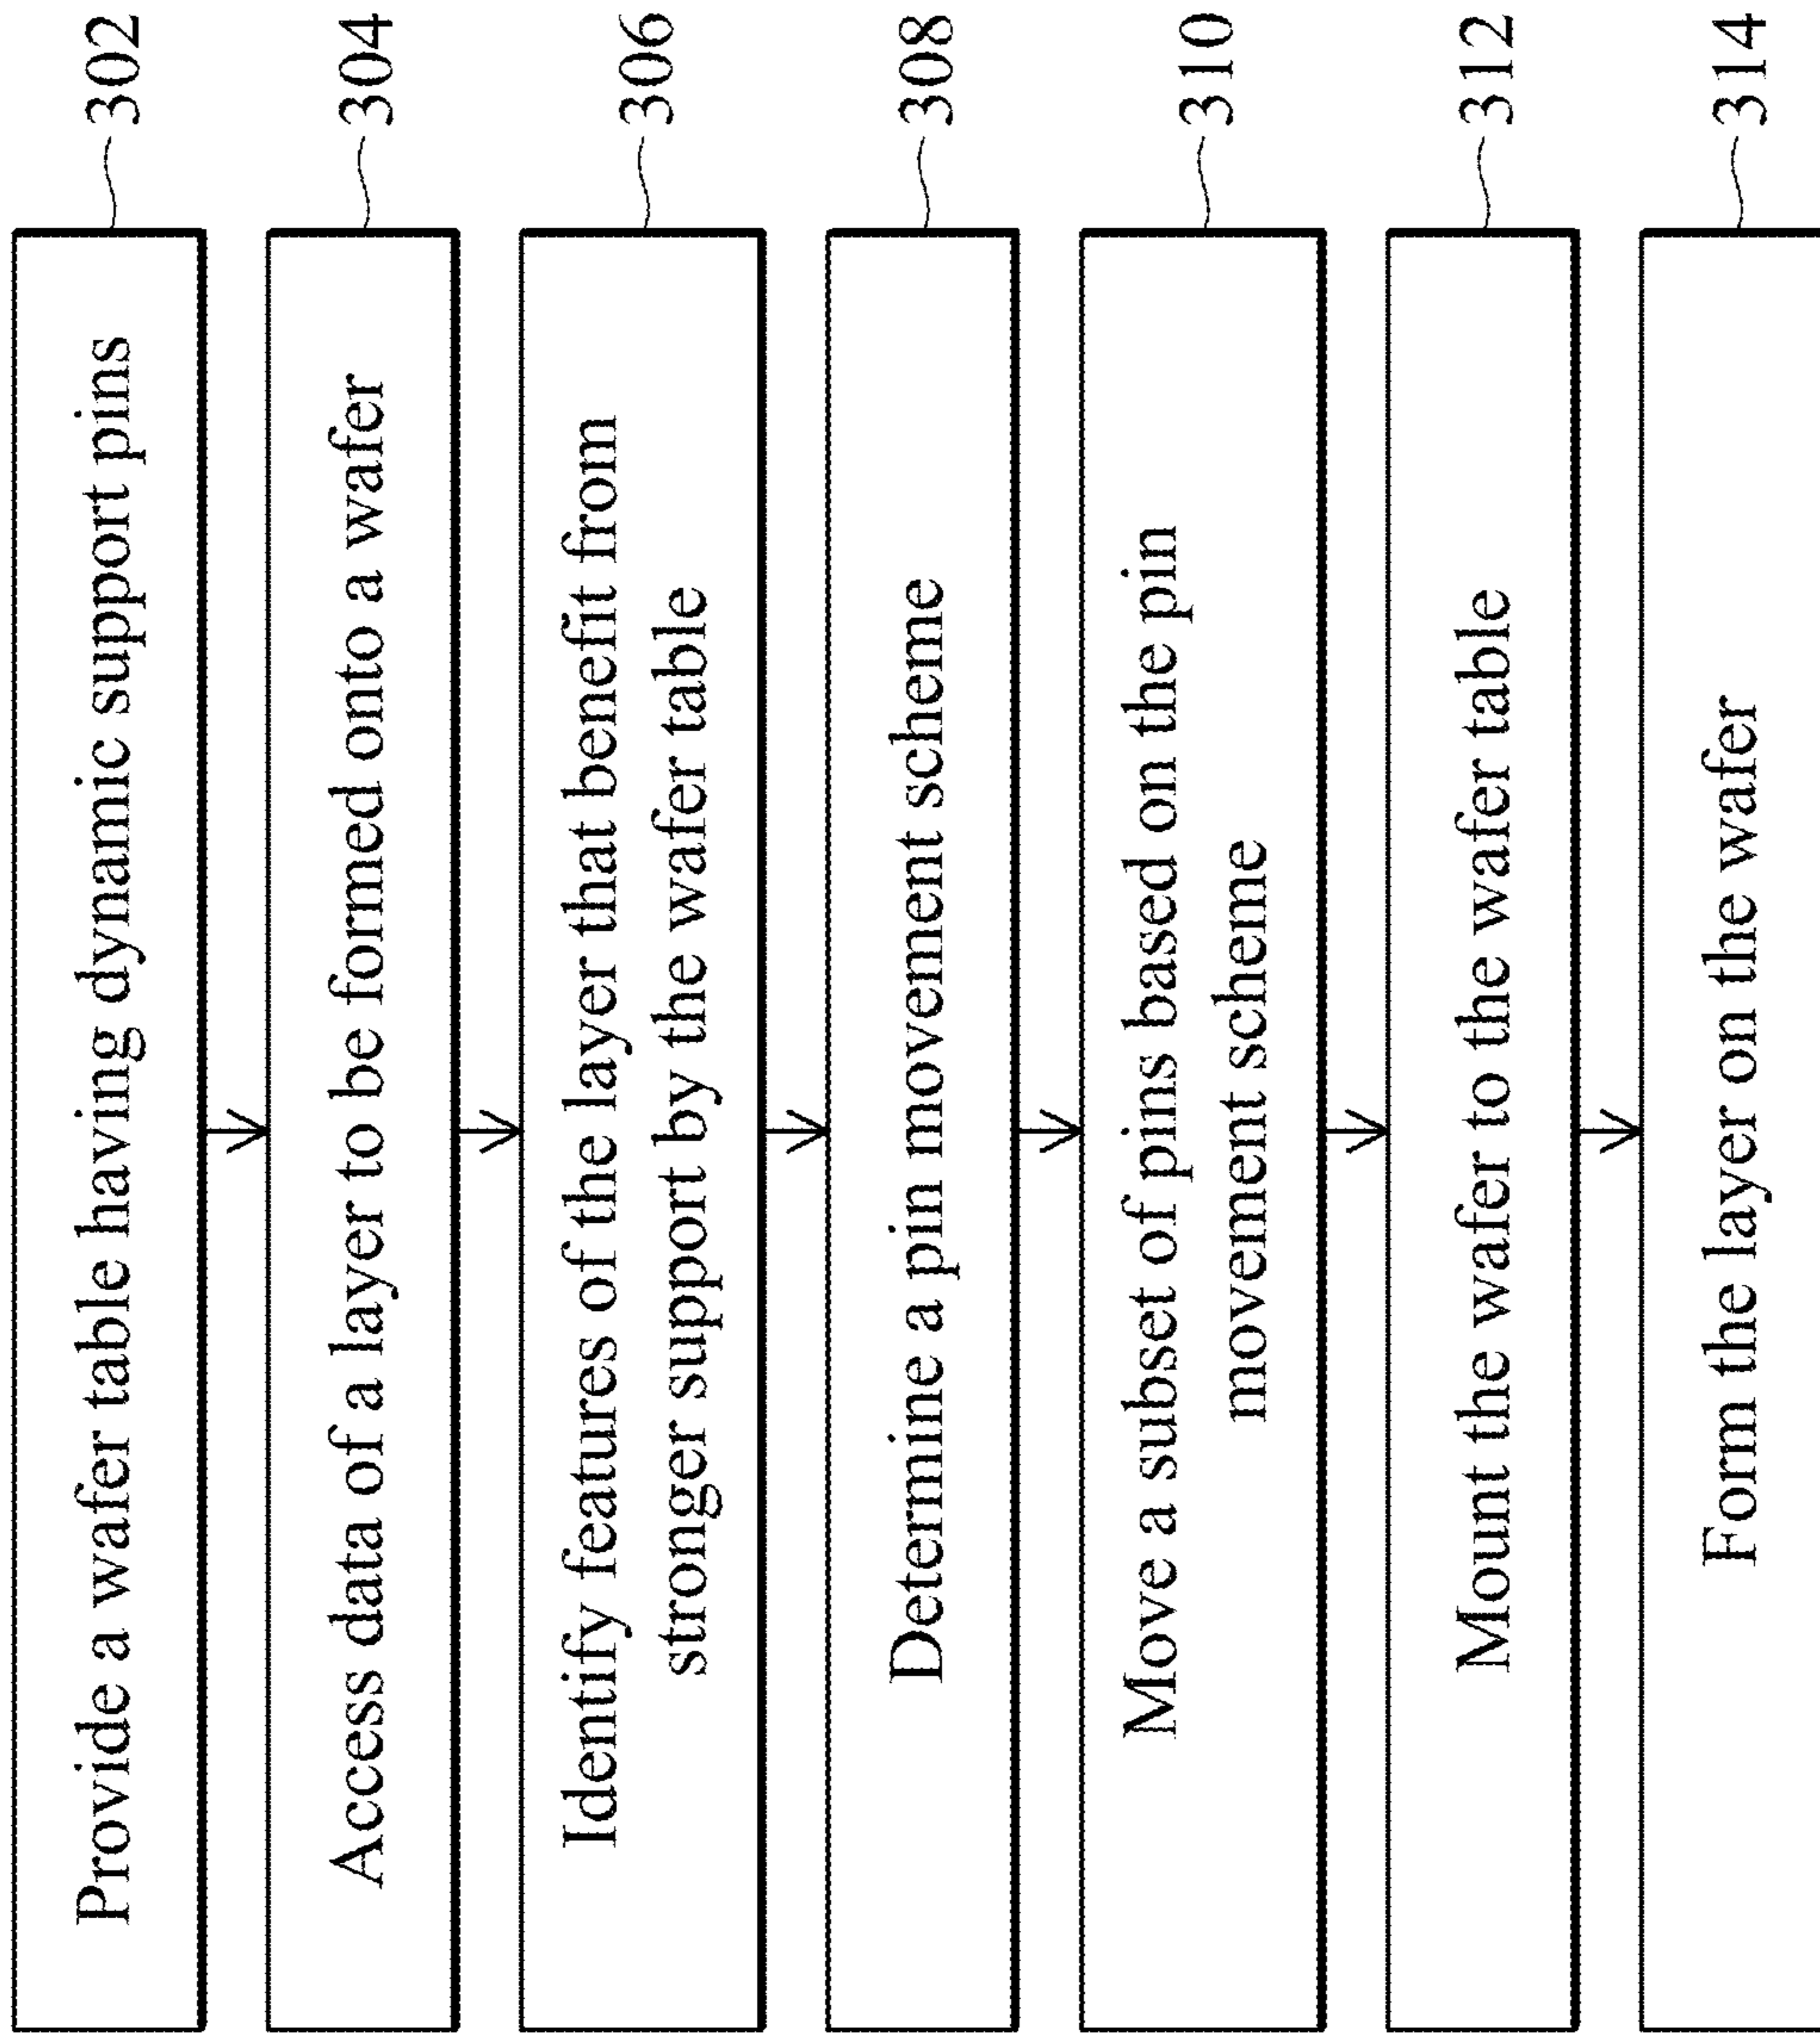 Provide a wafer table having dynamic support pins
302
Access data of a layer to be formed onto a wafer
304
Identify features of the layer that benefit from
stronger support by the wafer table
306
Determine a pin movement scheme
308
Move a subset of pins based on the pin
movement scheme
310
Mount the wafer to the wafer table
312
Form the layer on the wafer
314